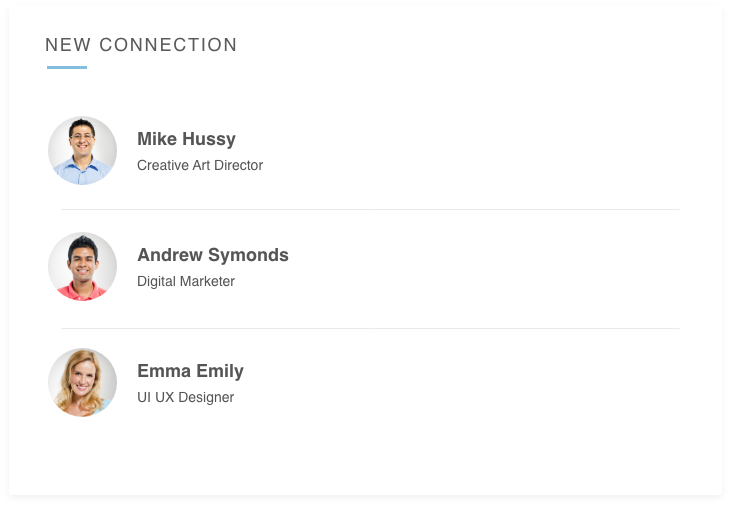 NEW CONNECTION
Mike Hussy
Creative Art Director
Andrew Symonds
Digital Marketer
Emma Emily
UI UX Designer